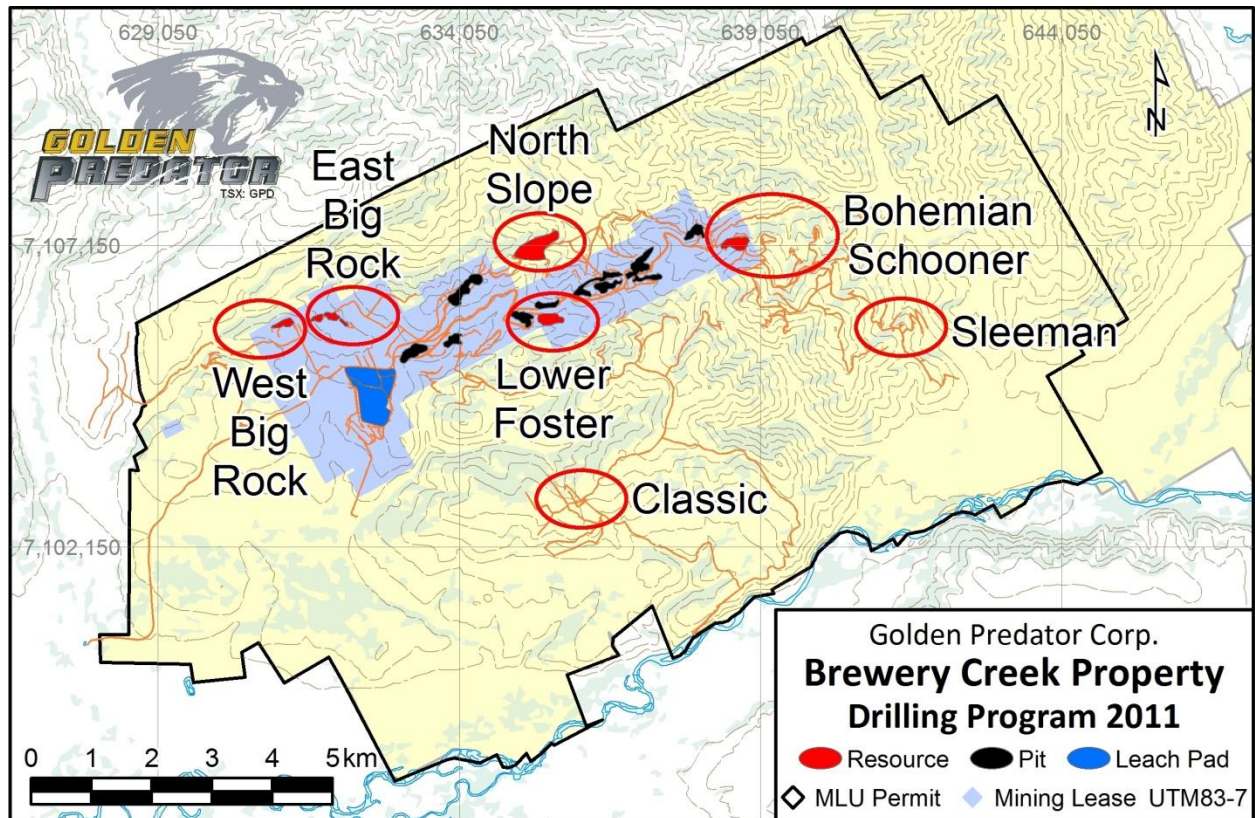 629,050
634,050
639,050
644,050
GOLDEN
PREDATOR
TSX: GPD
N
North
Slope
East
Big
Rock
Bohemian
Schooner
7,107,150
Sleeman
West
Big
Rock
Lower
Foster
Classic
7,102,150
Golden Predator Corp.
Brewery Creek Property
Drilling Program 2011
Resource Pit Leach Pad
MLU Permit Mining Lease UTM83-7
0 1 2 3 4 5 km